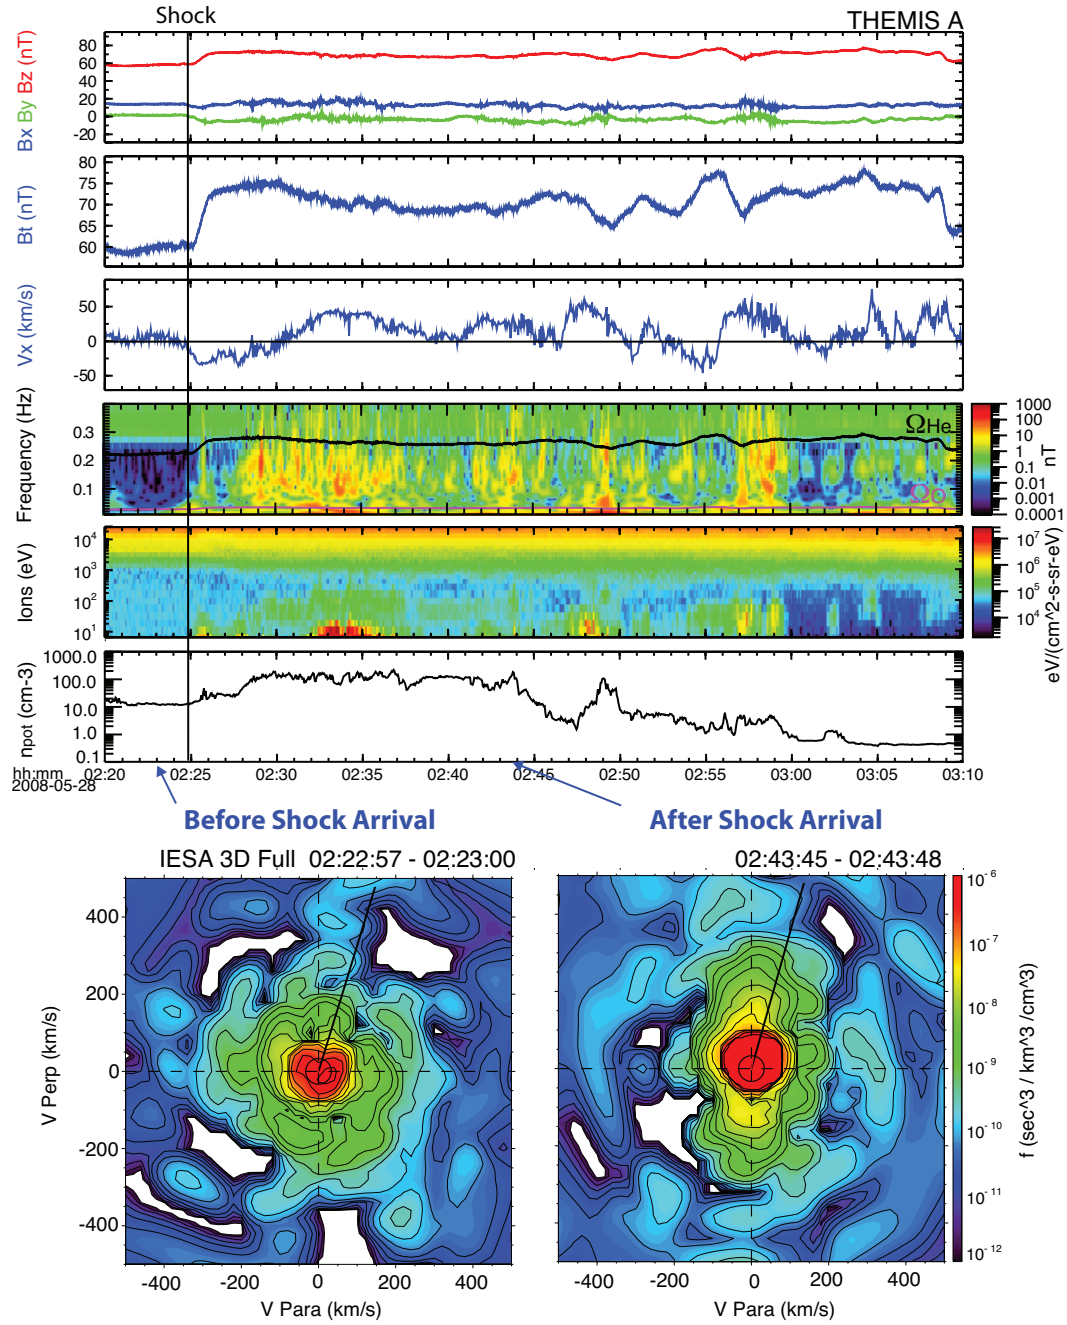 Shock
THEMIS A
Bx By Bz (nT)
80
60
40
20
0
-20
Bt (nT)
80
75
70
65
60
Vx (km/s)
50
0
-50
Frequency (Hz)
0.3
0.2
0.1
ΩHe
ΩO
1000
100
10
1
0.1
0.01
0.001
0.0001
nT
Ions (eV)
10^4
10^3
10^2
10^1
10^7
10^6
10^5
10^4
eV/(cm^2-s-sr-eV)
npot (cm-3)
1000.0
100.0
10.0
1.0
0.1
hh:mm 02:20 02:25 02:30 02:35 02:40 02:45 02:50 02:55 03:00 03:05 03:10
2008-05-28
Before Shock Arrival
After Shock Arrival
IESA 3D Full 02:22:57 - 02:23:00
02:43:45 - 02:43:48
V Perp (km/s)
400
200
0
-200
-400
-400 -200 0 200 400
V Para (km/s)
-400 -200 0 200 400
V Para (km/s)
10^-6
10^-7
10^-8
10^-9
10^-10
10^-11
10^-12
f (sec^3 / km^3 /cm^3)